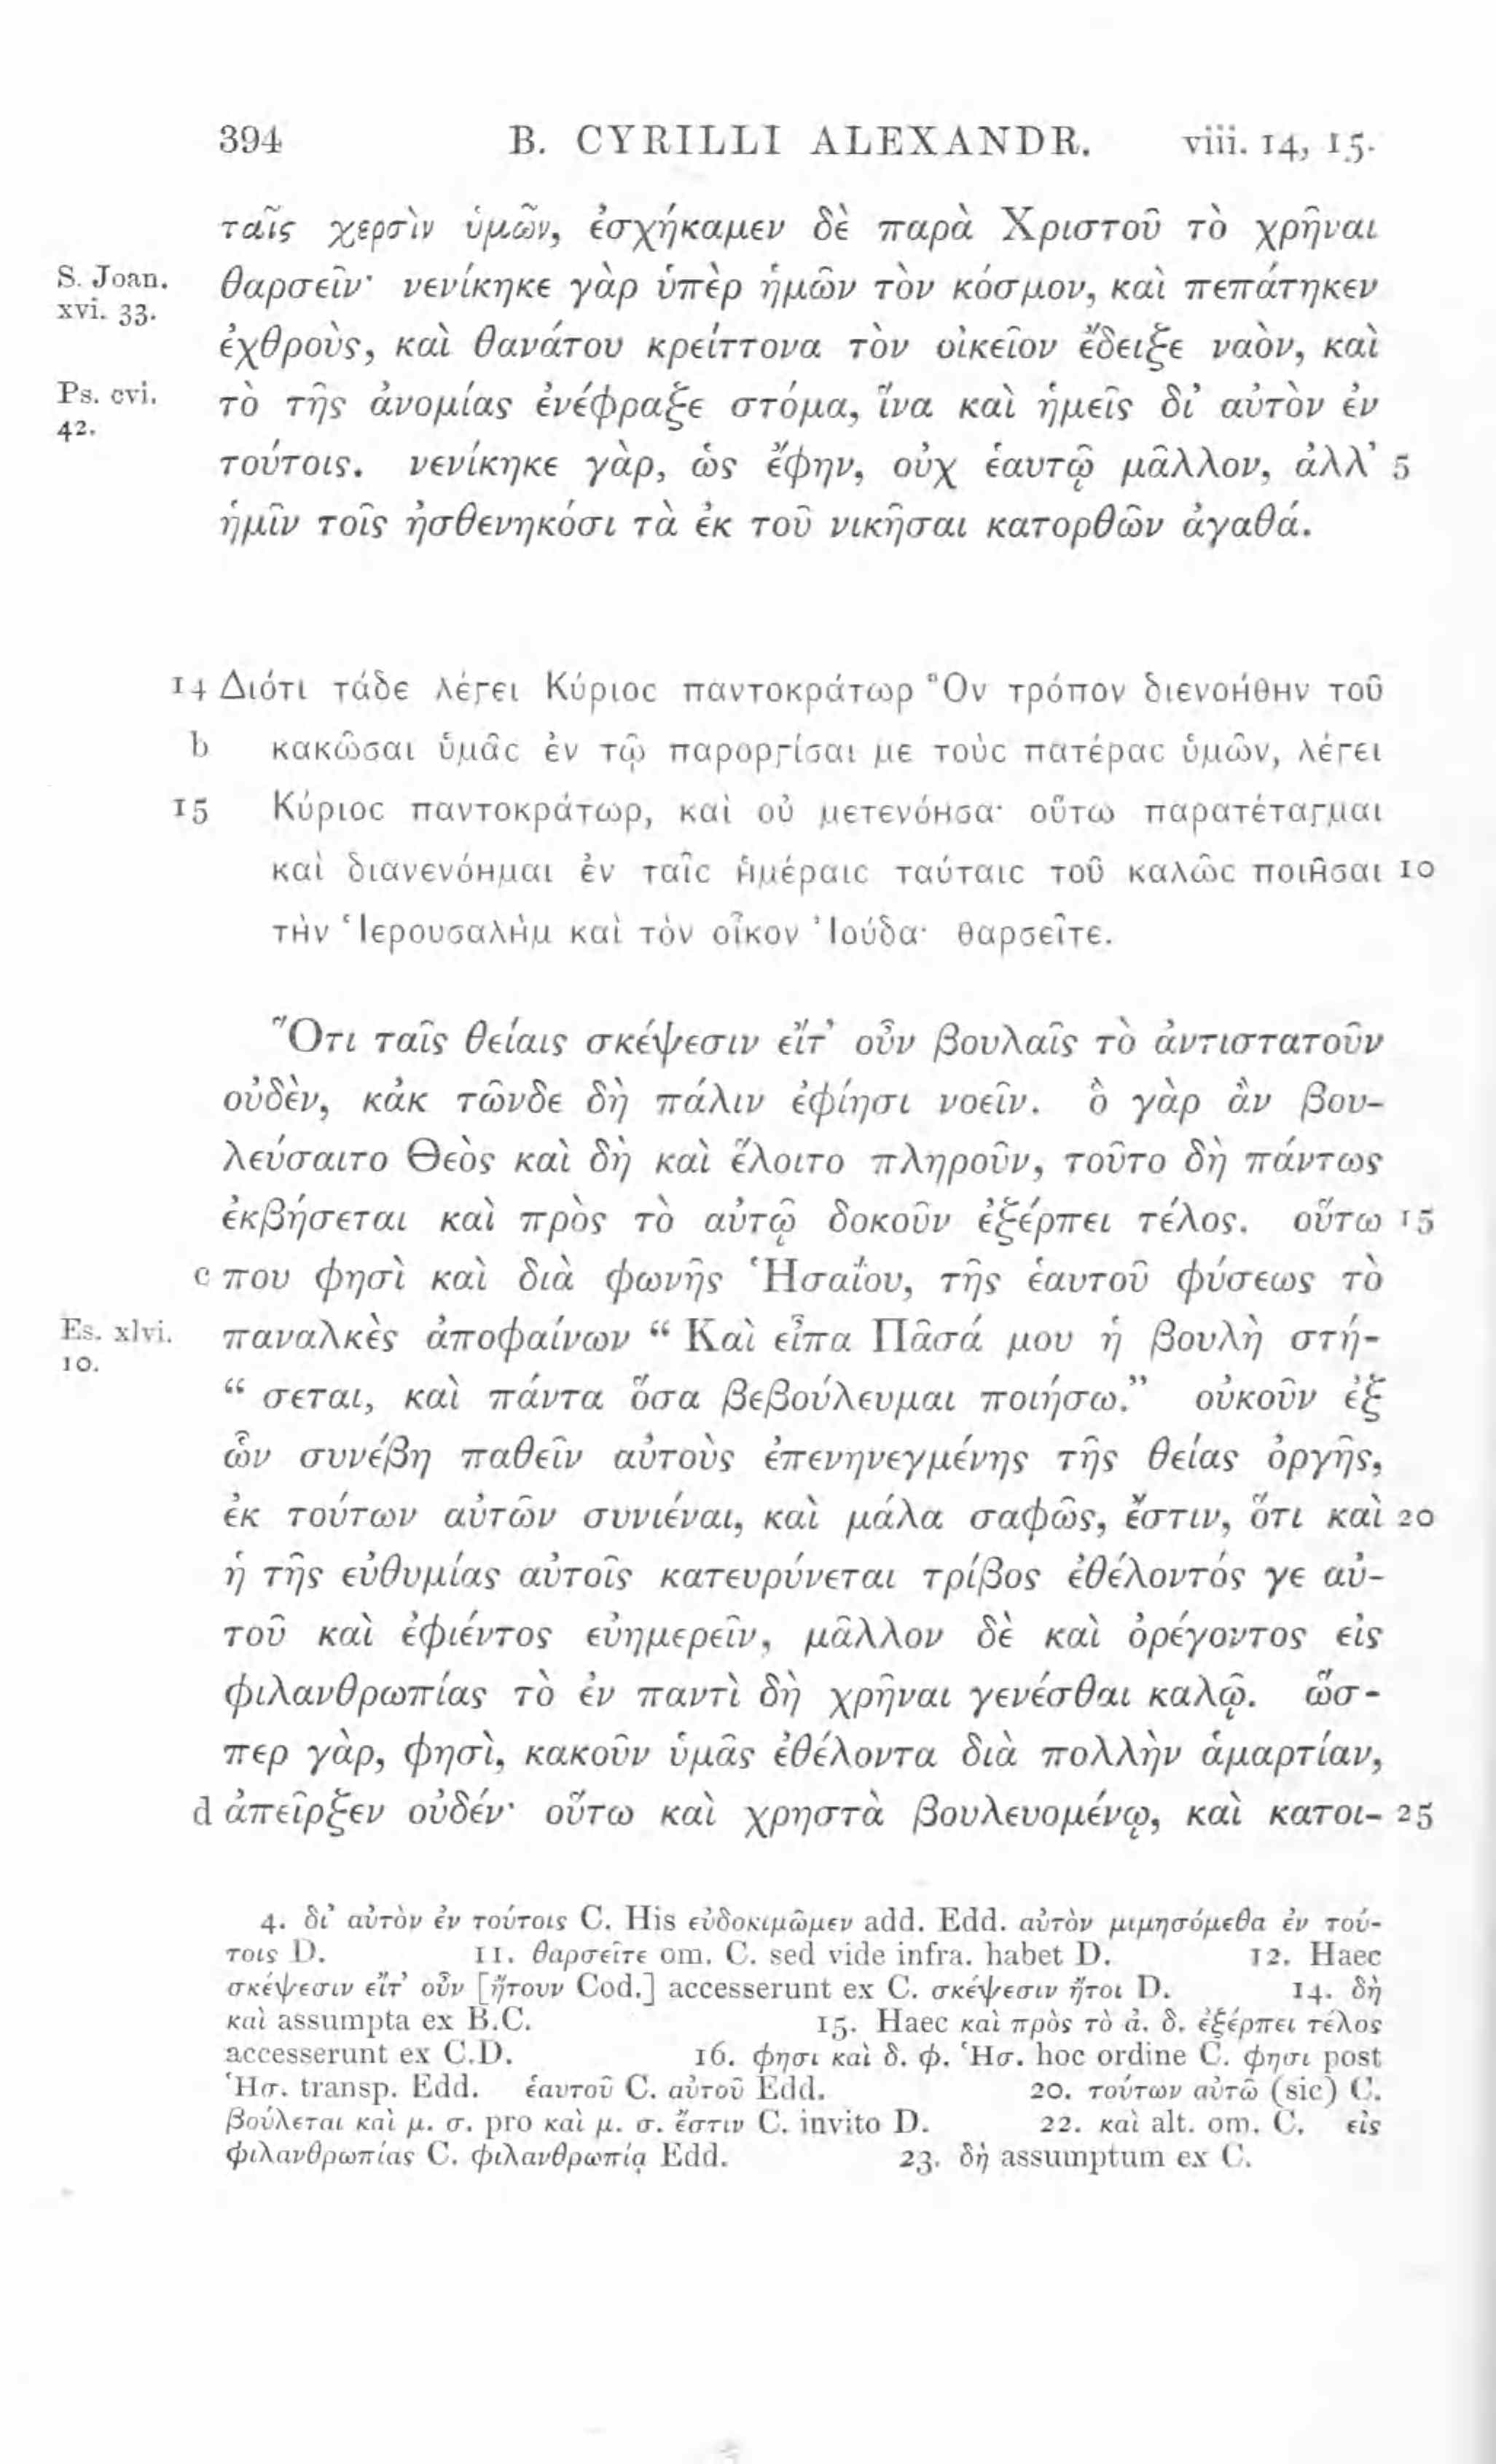 394 B. CYRILLI ALEXANDR. viii. 14, 15.
ταῖς χερσὶν ὑμῶν, ἐσχήκαμεν δὲ παρὰ Χριστοῦ τὸ χρῆναι
S. Joan. xvi. 33. θαρσεῖν· νενίκηκε γὰρ ὑπὲρ ἡμῶν τὸν κόσμον, καὶ πεπάτηκεν
ἐχθροὺς, καὶ θανάτου κρείττονα τὸν οἰκεῖον ἔδειξε ναὸν, καὶ
Ps. cvi. 42. τὸ τῆς ἀνομίας ἐνέφραξε στόμα, ἵνα καὶ ἡμεῖς δι’ αὐτὸν ἐν
τούτοις. νενίκηκε γὰρ, ὡς ἔφην, οὐχ ἑαυτῷ μᾶλλον, ἀλλ’ 5
ἡμῖν τοῖς ἠσθενηκόσι τὰ ἐκ τοῦ νικῆσαι κατορθῶν ἀγαθά.
14 Διότι τάδε λέγει Κύριος παντοκράτωρ Ὃν τρόπον διενοήθην τοῦ
b κακῶσαι ὑμᾶς ἐν τῷ παροργίσαι με τοὺς πατέρας ὑμῶν, λέγει
15 Κύριος παντοκράτωρ, καὶ οὐ μετενόησα· οὕτω παρατέταγμαι
καὶ διανενόημαι ἐν ταῖς ἡμέραις ταύταις τοῦ καλῶς ποιῆσαι 10
τὴν Ἱερουσαλὴμ καὶ τὸν οἶκον Ἰούδα· θαρσεῖτε.
Ὅτι ταῖς θείαις σκέψεσιν εἴτ’ οὖν βουλαῖς τὸ ἀντιστατοῦν
οὐδὲν, κἀκ τῶνδε δὴ πάλιν ἐφίησι νοεῖν. ὃ γὰρ ἂν βου-
λεύσαιτο Θεὸς καὶ δὴ καὶ ἕλοιτο πληροῦν, τοῦτο δὴ πάντως
ἐκβήσεται καὶ πρὸς τὸ αὐτῷ δοκοῦν ἐξέρπει τέλος. οὕτω 15
c που φησὶ καὶ διὰ φωνῆς Ἡσαΐου, τῆς ἑαυτοῦ φύσεως τὸ
Es. xlvi. 10. παναλκὲς ἀποφαίνων “ Καὶ εἶπα Πᾶσά μου ἡ βουλὴ στή-
“ σεται, καὶ πάντα ὅσα βεβούλευμαι ποιήσω.” οὐκοῦν ἐξ
ὧν συνέβη παθεῖν αὐτοὺς ἐπενηνεγμένης τῆς θείας ὀργῆς,
ἐκ τούτων αὐτῶν συνιέναι, καὶ μάλα σαφῶς, ἔστιν, ὅτι καὶ 20
ἡ τῆς εὐθυμίας αὐτοῖς κατευρύνεται τρίβος ἐθέλοντός γε αὐ-
τοῦ καὶ ἐφιέντος εὐημερεῖν, μᾶλλον δὲ καὶ ὀρέγοντος εἰς
φιλανθρωπίας τὸ ἐν παντὶ δὴ χρῆναι γενέσθαι καλῷ. ὥσ-
περ γὰρ, φησὶ, κακοῦν ὑμᾶς ἐθέλοντα διὰ πολλὴν ἁμαρτίαν,
d ἀπεῖρξεν οὐδέν· οὕτω καὶ χρηστὰ βουλευομένῳ, καὶ κατοι- 25
4. δι’ αὐτὸν ἐν τούτοις C. His εὐδοκιμῶμεν add. Edd. αὐτὸν μιμησόμεθα ἐν τού-
τοις D. 11. θαρσεῖτε om. C. sed vide infra. habet D. 12. Haec
σκέψεσιν εἴτ’ οὖν [ἤτουν Cod.] accesserunt ex C. σκέψεσιν ἤτοι D. 14. δὴ
καὶ assumpta ex B.C. 15. Haec καὶ πρὸς τὸ ἀ. δ. ἐξέρπει τέλος
accesserunt ex C.D. 16. φησι καὶ δ. φ. Ἡσ. hoc ordine C. φησι post
Ἡσ. transp. Edd. ἑαυτοῦ C. αὐτοῦ Edd. 20. τούτων αὐτῶ (sic) C.
βούλεται καὶ μ. σ. pro καὶ μ. σ. ἔστιν C. invito D. 22. καὶ alt. om. C. εἰς
φιλανθρωπίας C. φιλανθρωπίᾳ Edd. 23. δὴ assumptum ex C.